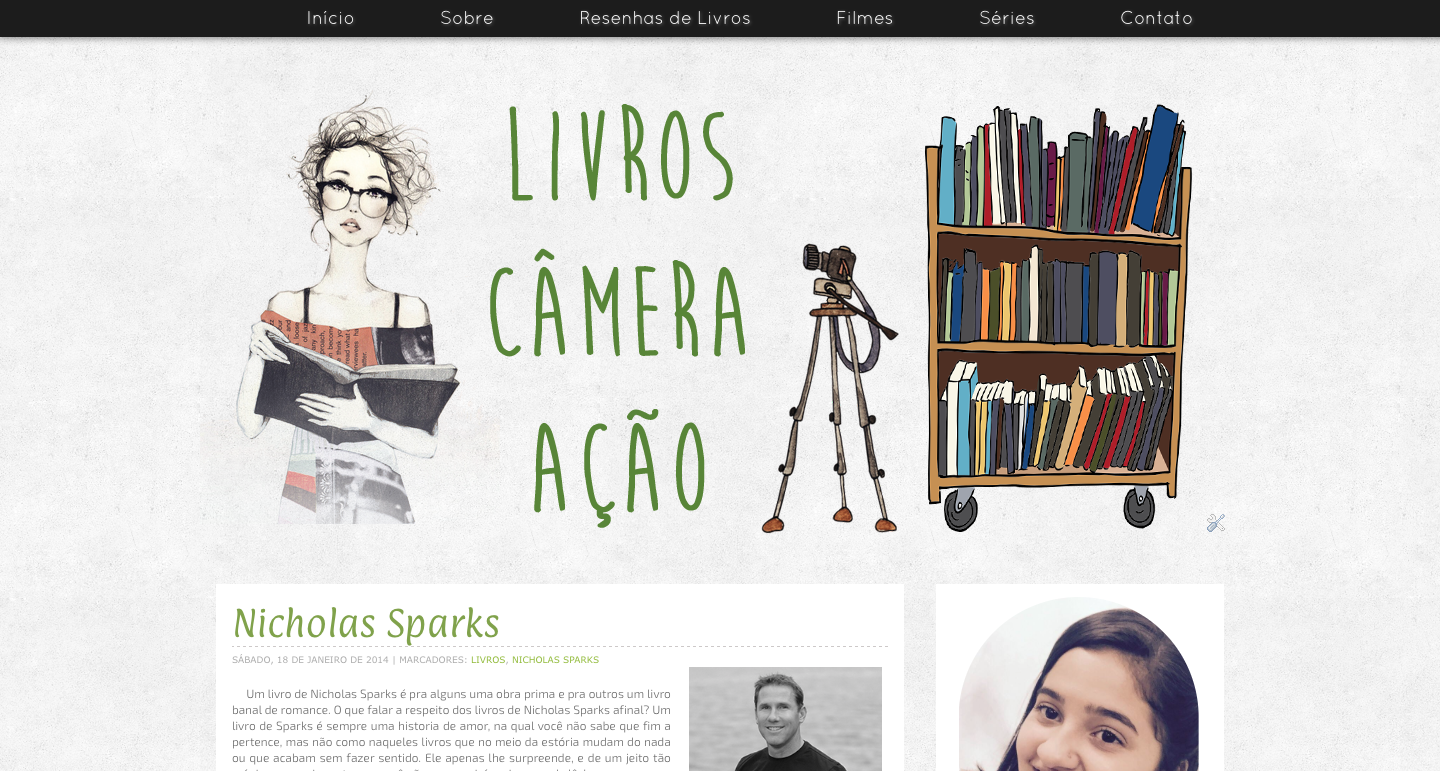 Início Sobre Resenhas de Livros Filmes Séries Contato
LIVROS
CÂMERA
AÇÃO
Nicholas Sparks
SÁBADO, 18 DE JANEIRO DE 2014 | MARCADORES: LIVROS, NICHOLAS SPARKS
Um livro de Nicholas Sparks é pra alguns uma obra prima e pra outros um livro
banal de romance. O que falar a respeito dos livros de Nicholas Sparks afinal? Um
livro de Sparks é sempre uma historia de amor, na qual você não sabe que fim a
pertence, mas não como naqueles livros que no meio da estória mudam do nada
ou que acabam sem fazer sentido. Ele apenas lhe surpreende, e de um jeito tão